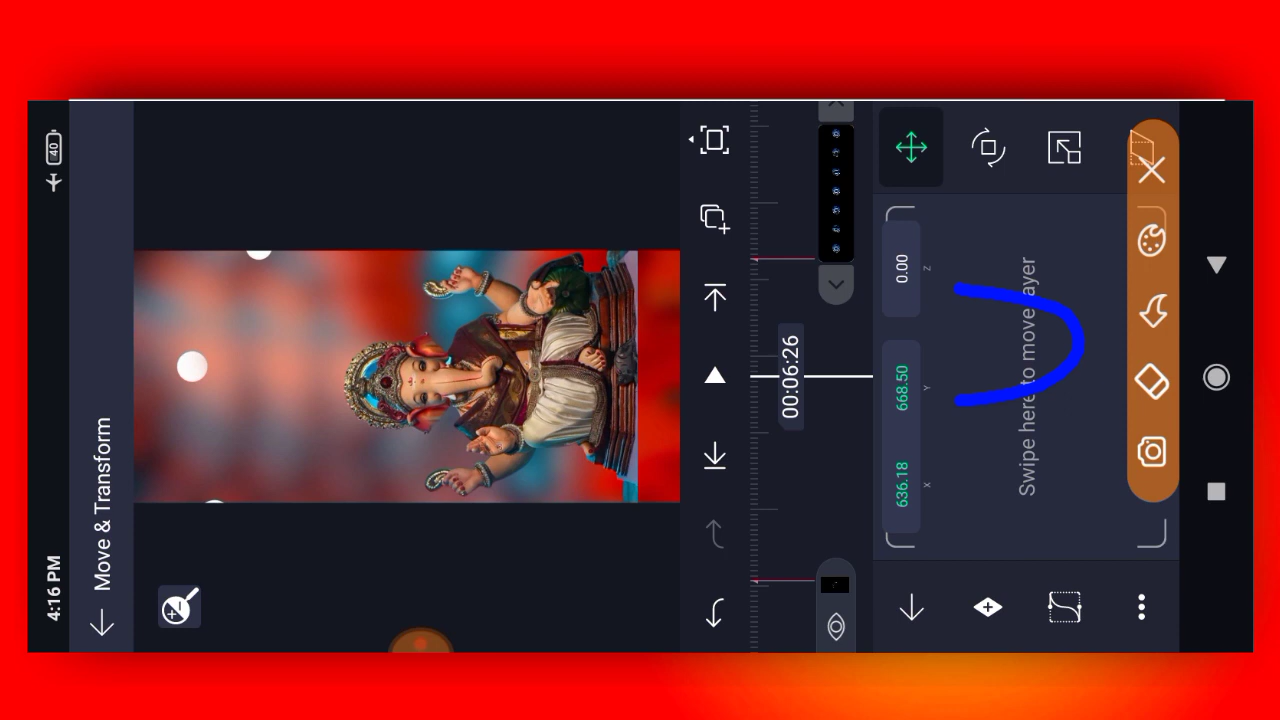 4:16 PM
40
Move & Transform
00:06:26
636.18
668.50
0.00
X
Y
Z
Swipe here to move ayer